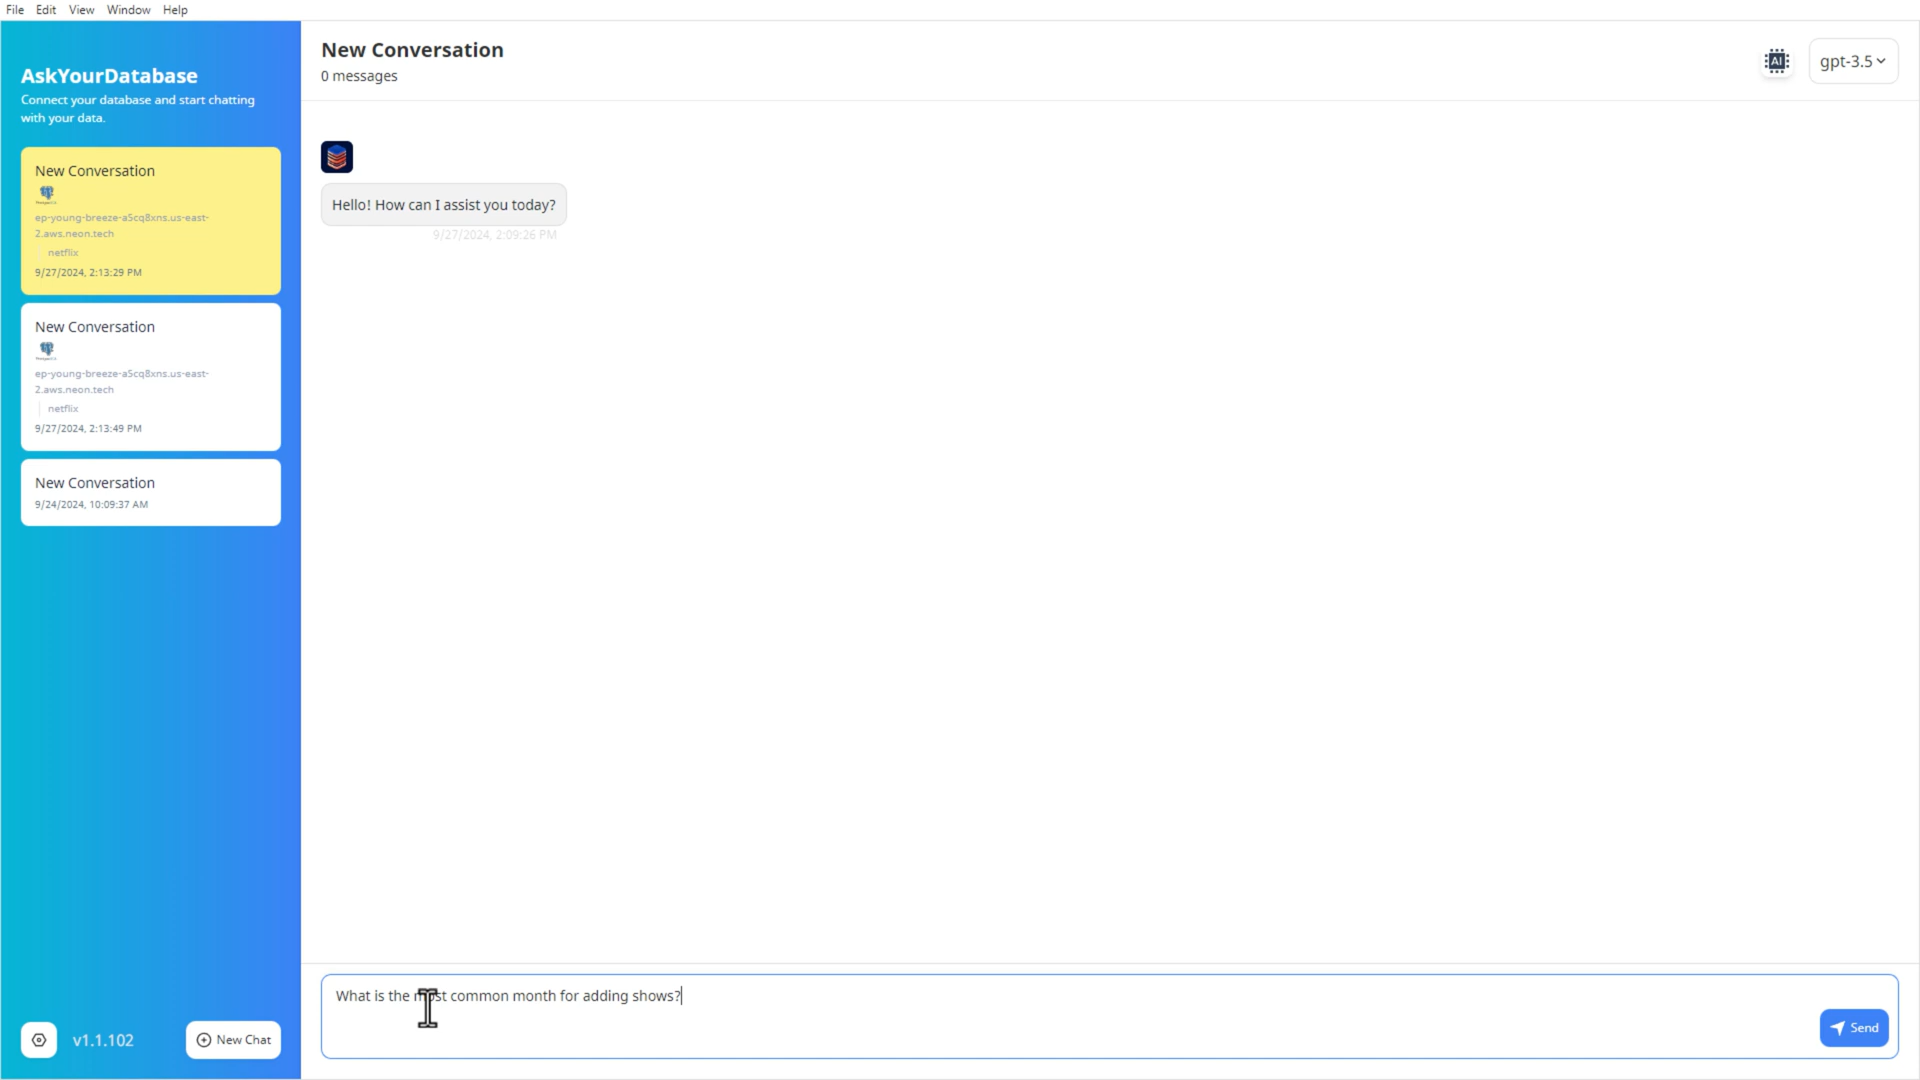 File Edit View Window Help
AskYourDatabase
Connect your database and start chatting
with your data.
New Conversation
ep-young-breeze-a5cq8xns.us-east-
2.aws.neon.tech
netflix
9/27/2024, 2:13:29 PM
New Conversation
ep-young-breeze-a5cq8xns.us-east-
2.aws.neon.tech
netflix
9/27/2024, 2:13:49 PM
New Conversation
9/24/2024, 10:09:37 AM
v1.1.102
New Chat
New Conversation
0 messages
AI
gpt-3.5
Hello! How can I assist you today?
9/27/2024, 2:09:26 PM
What is the most common month for adding shows?
Send